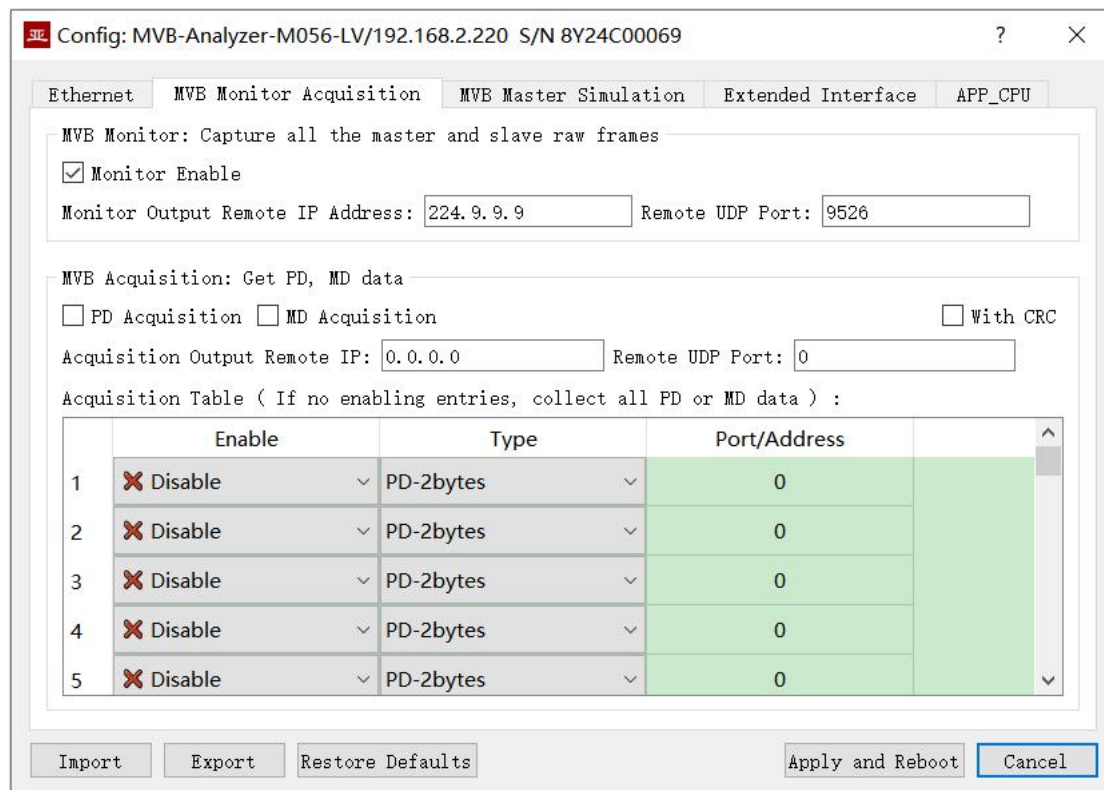 Config: MVB-Analyzer-M056-LV/192.168.2.220 S/N 8Y24C00069 ?
Ethernet MVB Monitor Acquisition MVB Master Simulation Extended Interface APP_CPU
MVB Monitor: Capture all the master and slave raw frames
Monitor Enable
Monitor Output Remote IP Address: 224.9.9.9 Remote UDP Port: 9526
MVB Acquisition: Get PD, MD data
PD Acquisition MD Acquisition With CRC
Acquisition Output Remote IP: 0.0.0.0 Remote UDP Port: 0
Acquisition Table ( If no enabling entries, collect all PD or MD data ) :
Enable Type Port/Address
1 Disable PD-2bytes 0
2 Disable PD-2bytes 0
3 Disable PD-2bytes 0
4 Disable PD-2bytes 0
5 Disable PD-2bytes 0
Import Export Restore Defaults Apply and Reboot Cancel